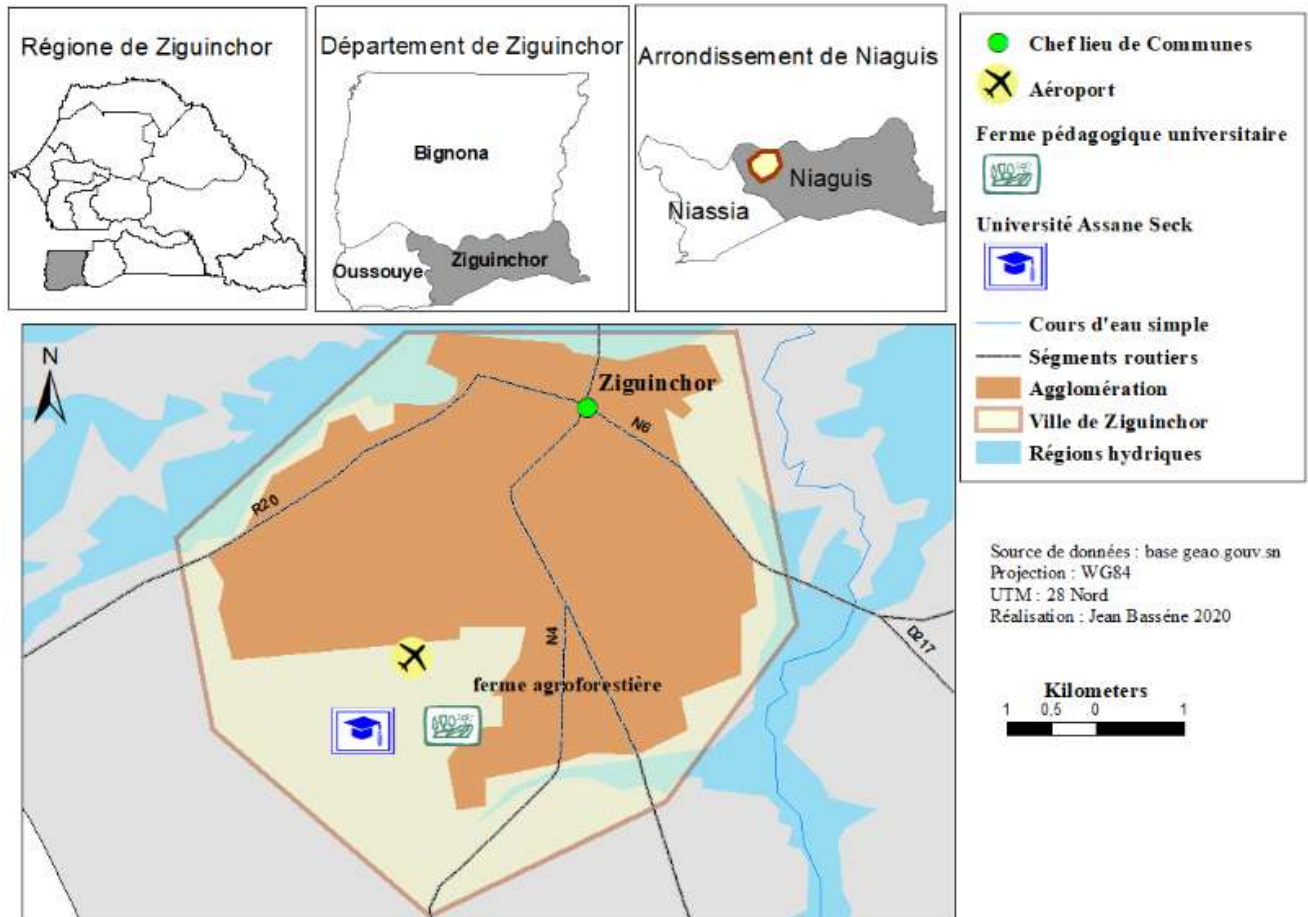 Régione de Ziguinchor
Département de Ziguinchor
Bignona
Oussouye
Ziguinchor
Arrondissement de Niaguis
Niassia
Niaguis
Chef lieu de Communes
Aéroport
Ferme pédagogique universitaire
Université Assane Seck
Cours d'eau simple
Ségments routiers
Agglomération
Ville de Ziguinchor
Régions hydriques
N
Ziguinchor
N6
R20
N4
D217
ferme agroforestière
Source de données : base geao.gouv.sn
Projection : WG84
UTM : 28 Nord
Réalisation : Jean Basséne 2020
Kilometers
1 0,5 0 1